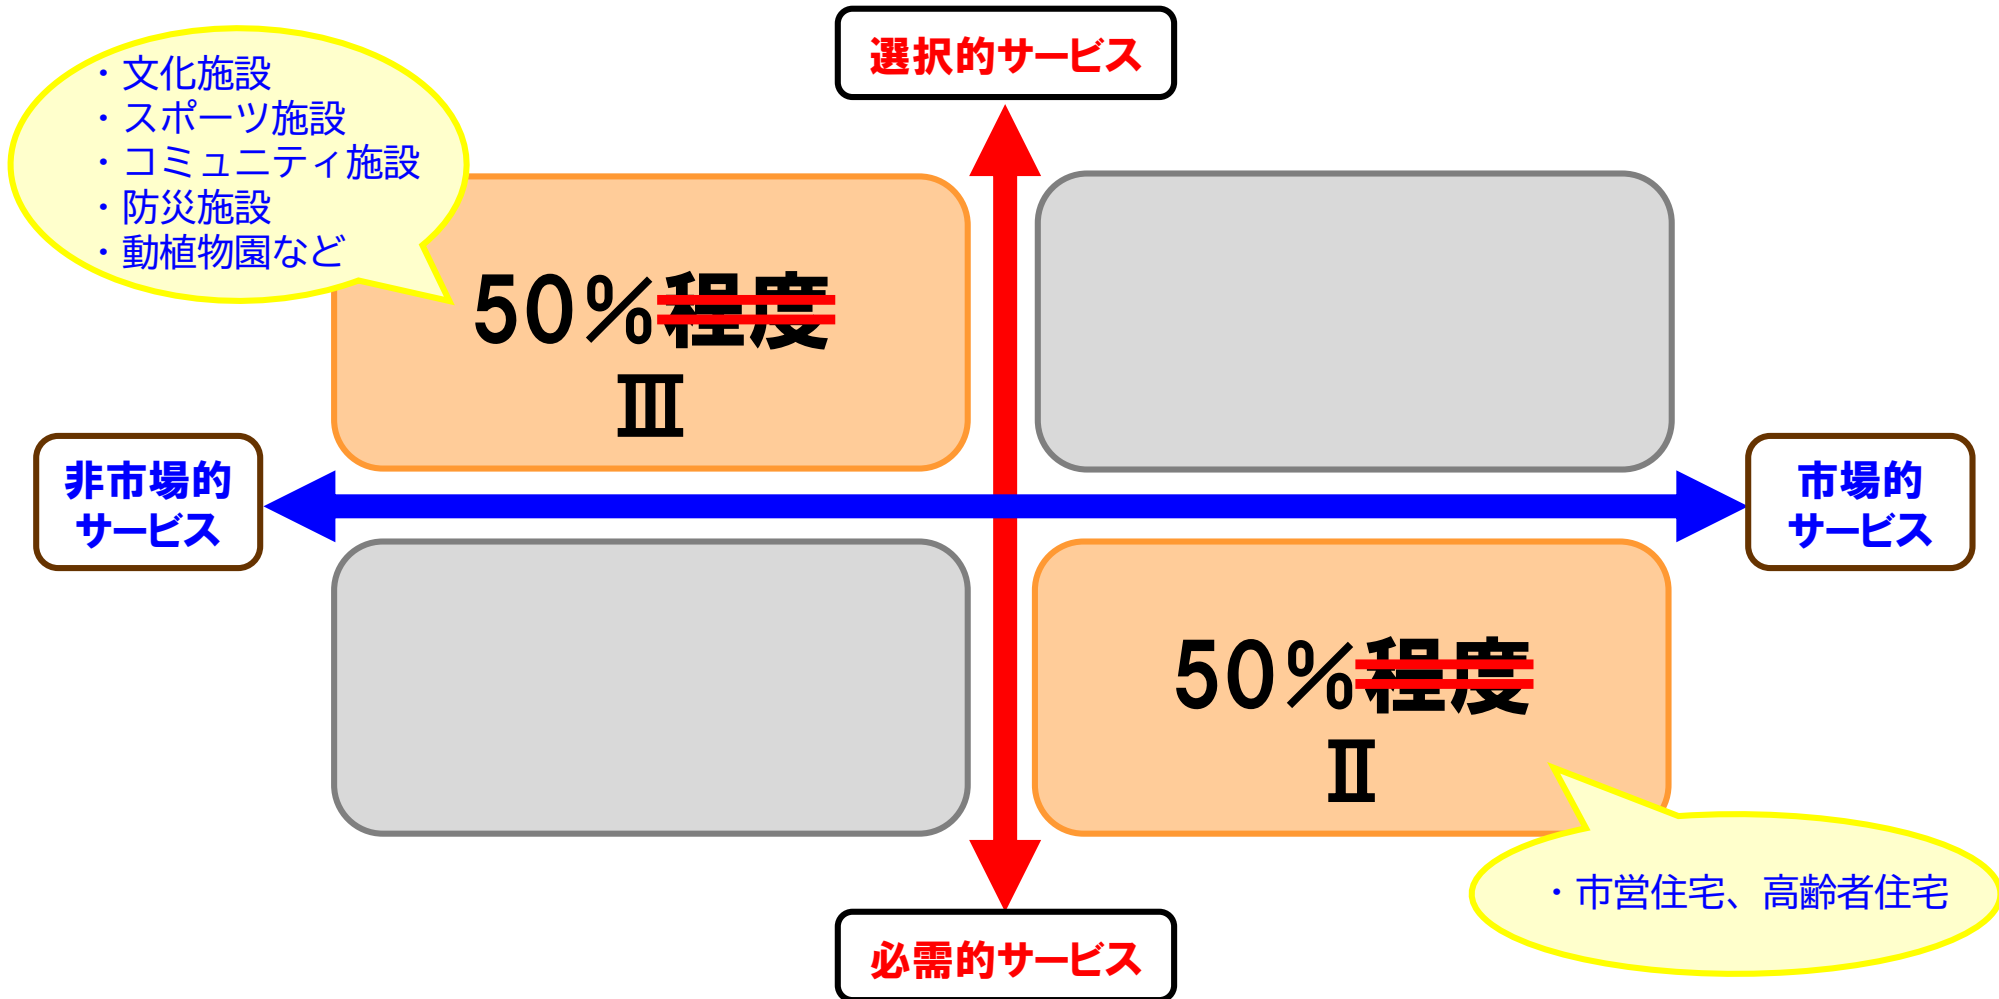 選択的サービス
・文化施設
・スポーツ施設
・コミュニティ施設
・防災施設
・動植物園など
50%程度
Ⅲ
非市場的
サービス
市場的
サービス
50%程度
Ⅱ
・市営住宅、高齢者住宅
必需的サービス